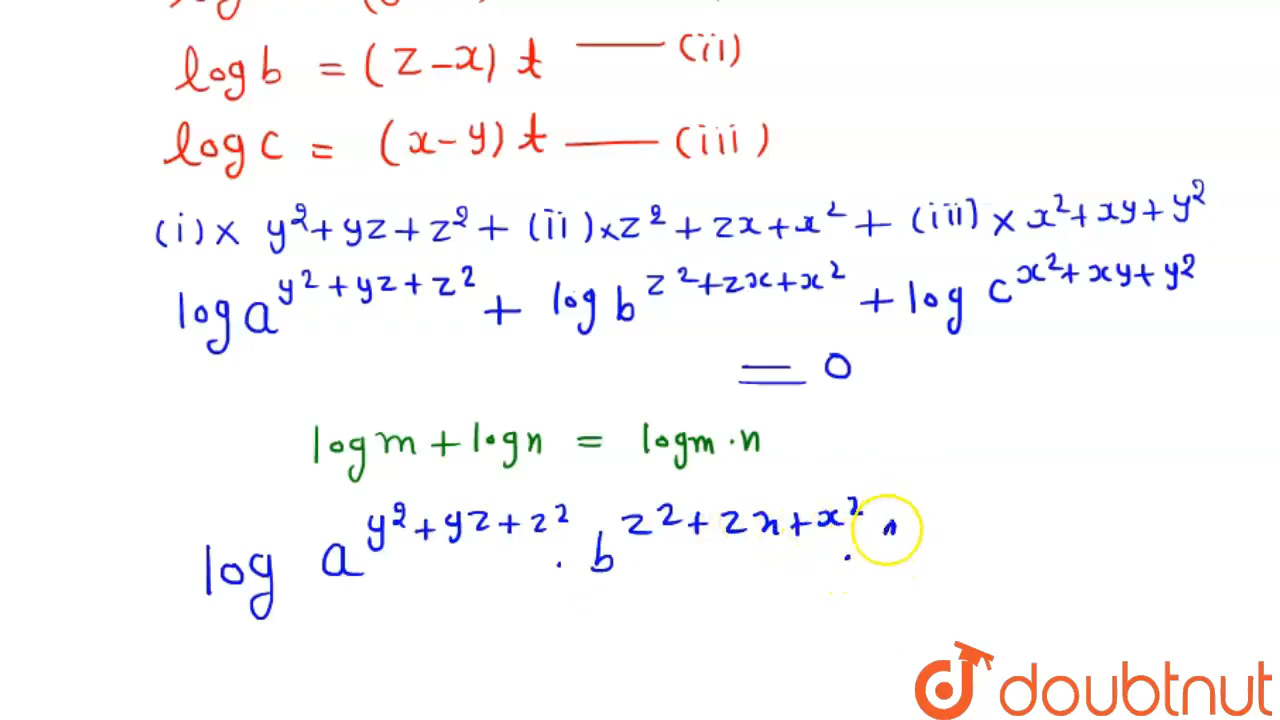 log b = (z-x) t —— (ii)
log c = (x-y) t —— (iii)
(i) × y²+yz+z² + (ii) × z²+zx+x² + (iii) × x²+xy+y²
log a^{y²+yz+z²} + log b^{z²+zx+x²} + log c^{x²+xy+y²}
= 0
log m + log n = log m · n
log a^{y²+yz+z²} · b^{z²+zx+x²} ·
doubtnut